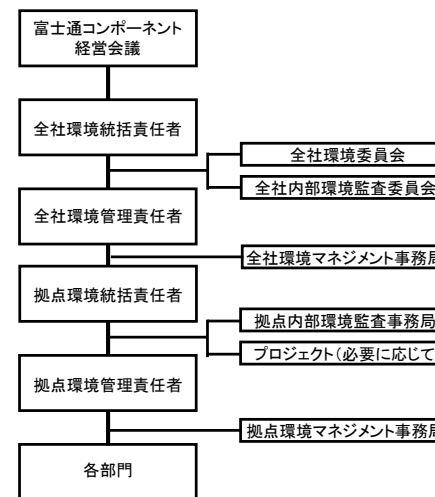 富士通コンポーネント
経営会議
全社環境統括責任者
全社環境委員会
全社内部環境監査委員会
全社環境管理責任者
全社環境マネジメント事務局
拠点環境統括責任者
拠点内部環境監査事務局
プロジェクト(必要に応じて
拠点環境管理責任者
拠点環境マネジメント事務局
各部門